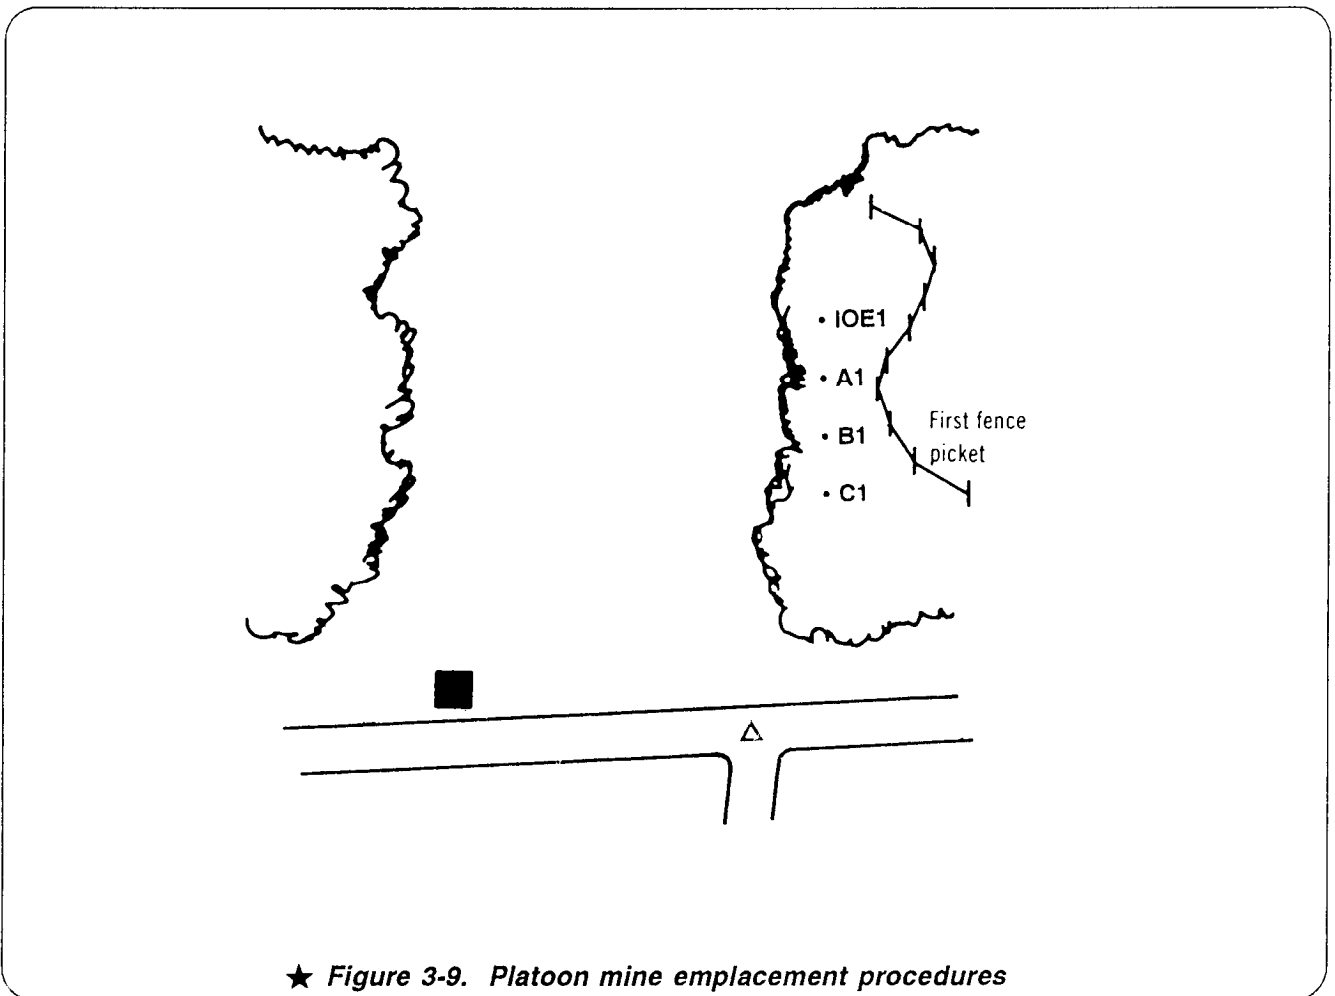 IOE1
A1
B1
C1
First fence
picket
★ Figure 3-9. Platoon mine emplacement procedures